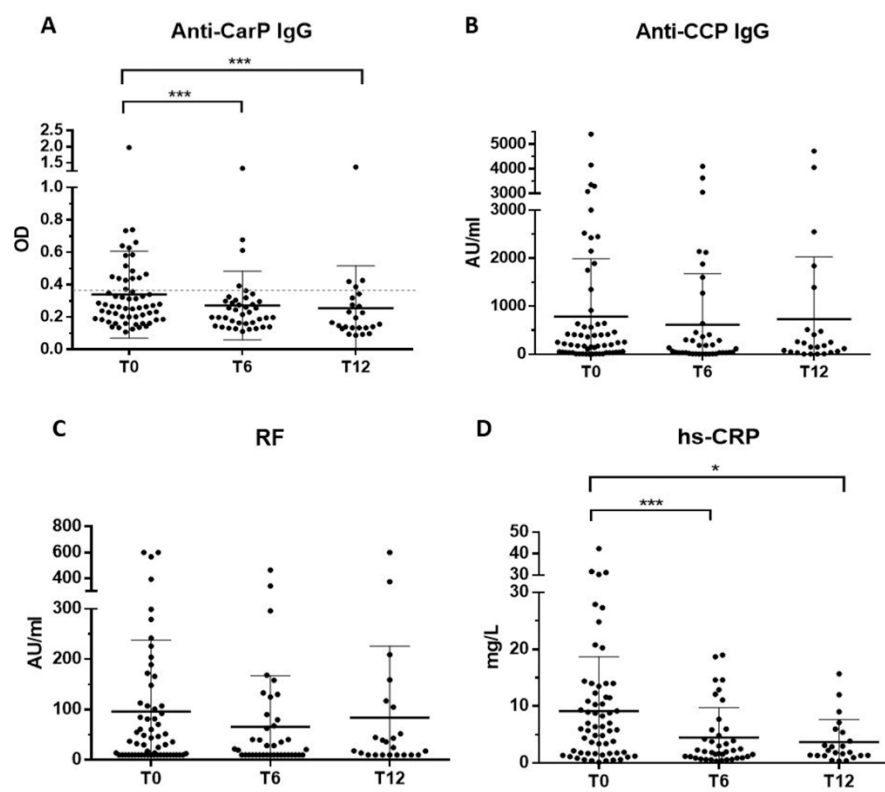 A
Anti-CarP IgG
***
***
2.5
2.0
1.5
1.0
0.8
0.6
0.4
0.2
0.0
OD
T0
T6
T12
B
Anti-CCP IgG
5000
4000
3000
2000
1000
0
AU/ml
T0
T6
T12
C
RF
800
600
400
300
200
100
0
AU/ml
T0
T6
T12
D
hs-CRP
*
***
50
40
30
20
10
0
mg/L
T0
T6
T12